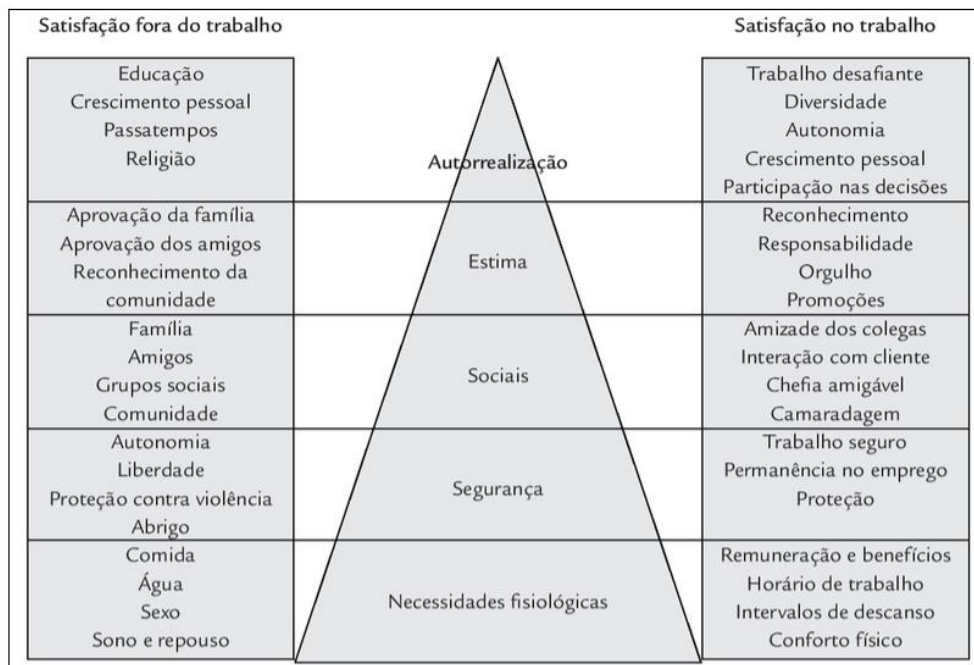 Satisfação fora do trabalho
Satisfação no trabalho
Educação
Crescimento pessoal
Passatempos
Religião
Autorrealização
Trabalho desafiante
Diversidade
Autonomia
Crescimento pessoal
Participação nas decisões
Aprovação da família
Aprovação dos amigos
Reconhecimento da
comunidade
Estima
Reconhecimento
Responsabilidade
Orgulho
Promoções
Família
Amigos
Grupos sociais
Comunidade
Sociais
Amizade dos colegas
Interação com cliente
Chefia amigável
Camaradagem
Autonomia
Liberdade
Proteção contra violência
Abrigo
Segurança
Trabalho seguro
Permanência no emprego
Proteção
Comida
Água
Sexo
Sono e repouso
Necessidades fisiológicas
Remuneração e benefícios
Horário de trabalho
Intervalos de descanso
Conforto físico